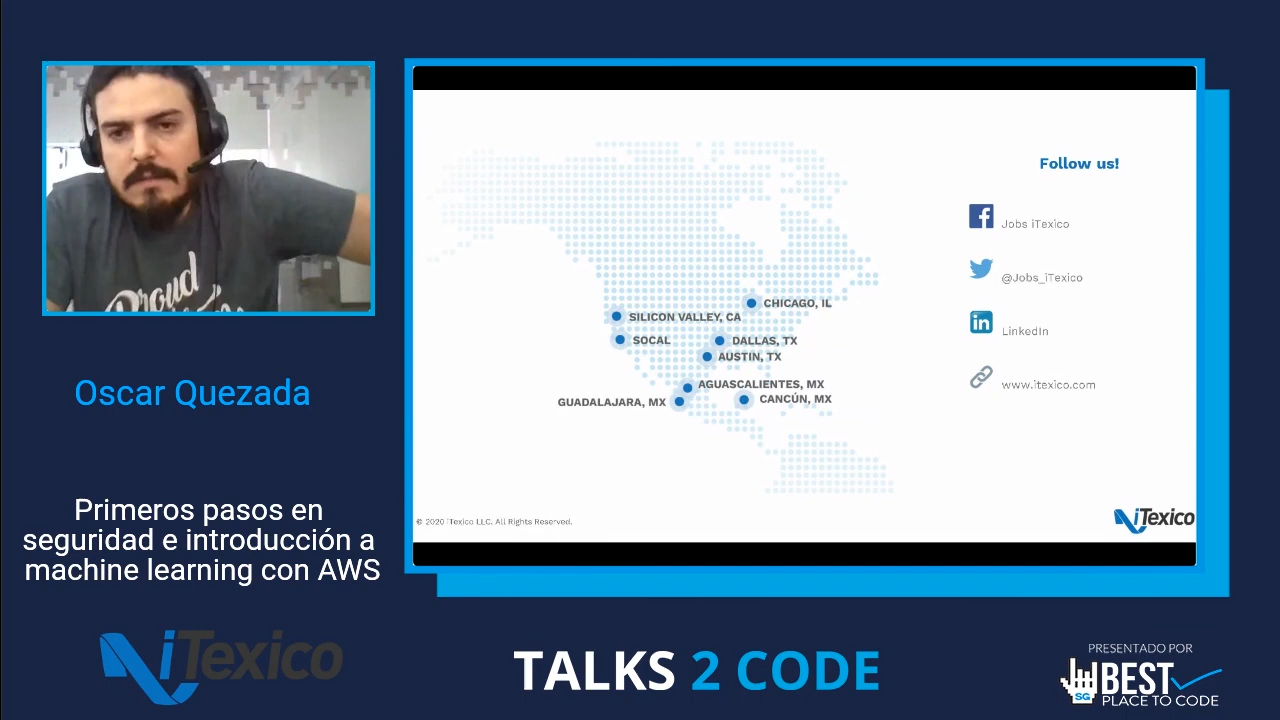 Proud
Oscar Quezada
Primeros pasos en
seguridad e introducción a
machine learning con AWS
iTexico
Follow us!
Jobs iTexico
@Jobs_iTexico
LinkedIn
www.itexico.com
CHICAGO, IL
SILICON VALLEY, CA
SOCAL
DALLAS, TX
AUSTIN, TX
AGUASCALIENTES, MX
GUADALAJARA, MX
CANCÚN, MX
© 2020 iTexico LLC. All Rights Reserved.
iTexico
TALKS 2 CODE
PRESENTADO POR
SG
BEST
PLACE TO CODE